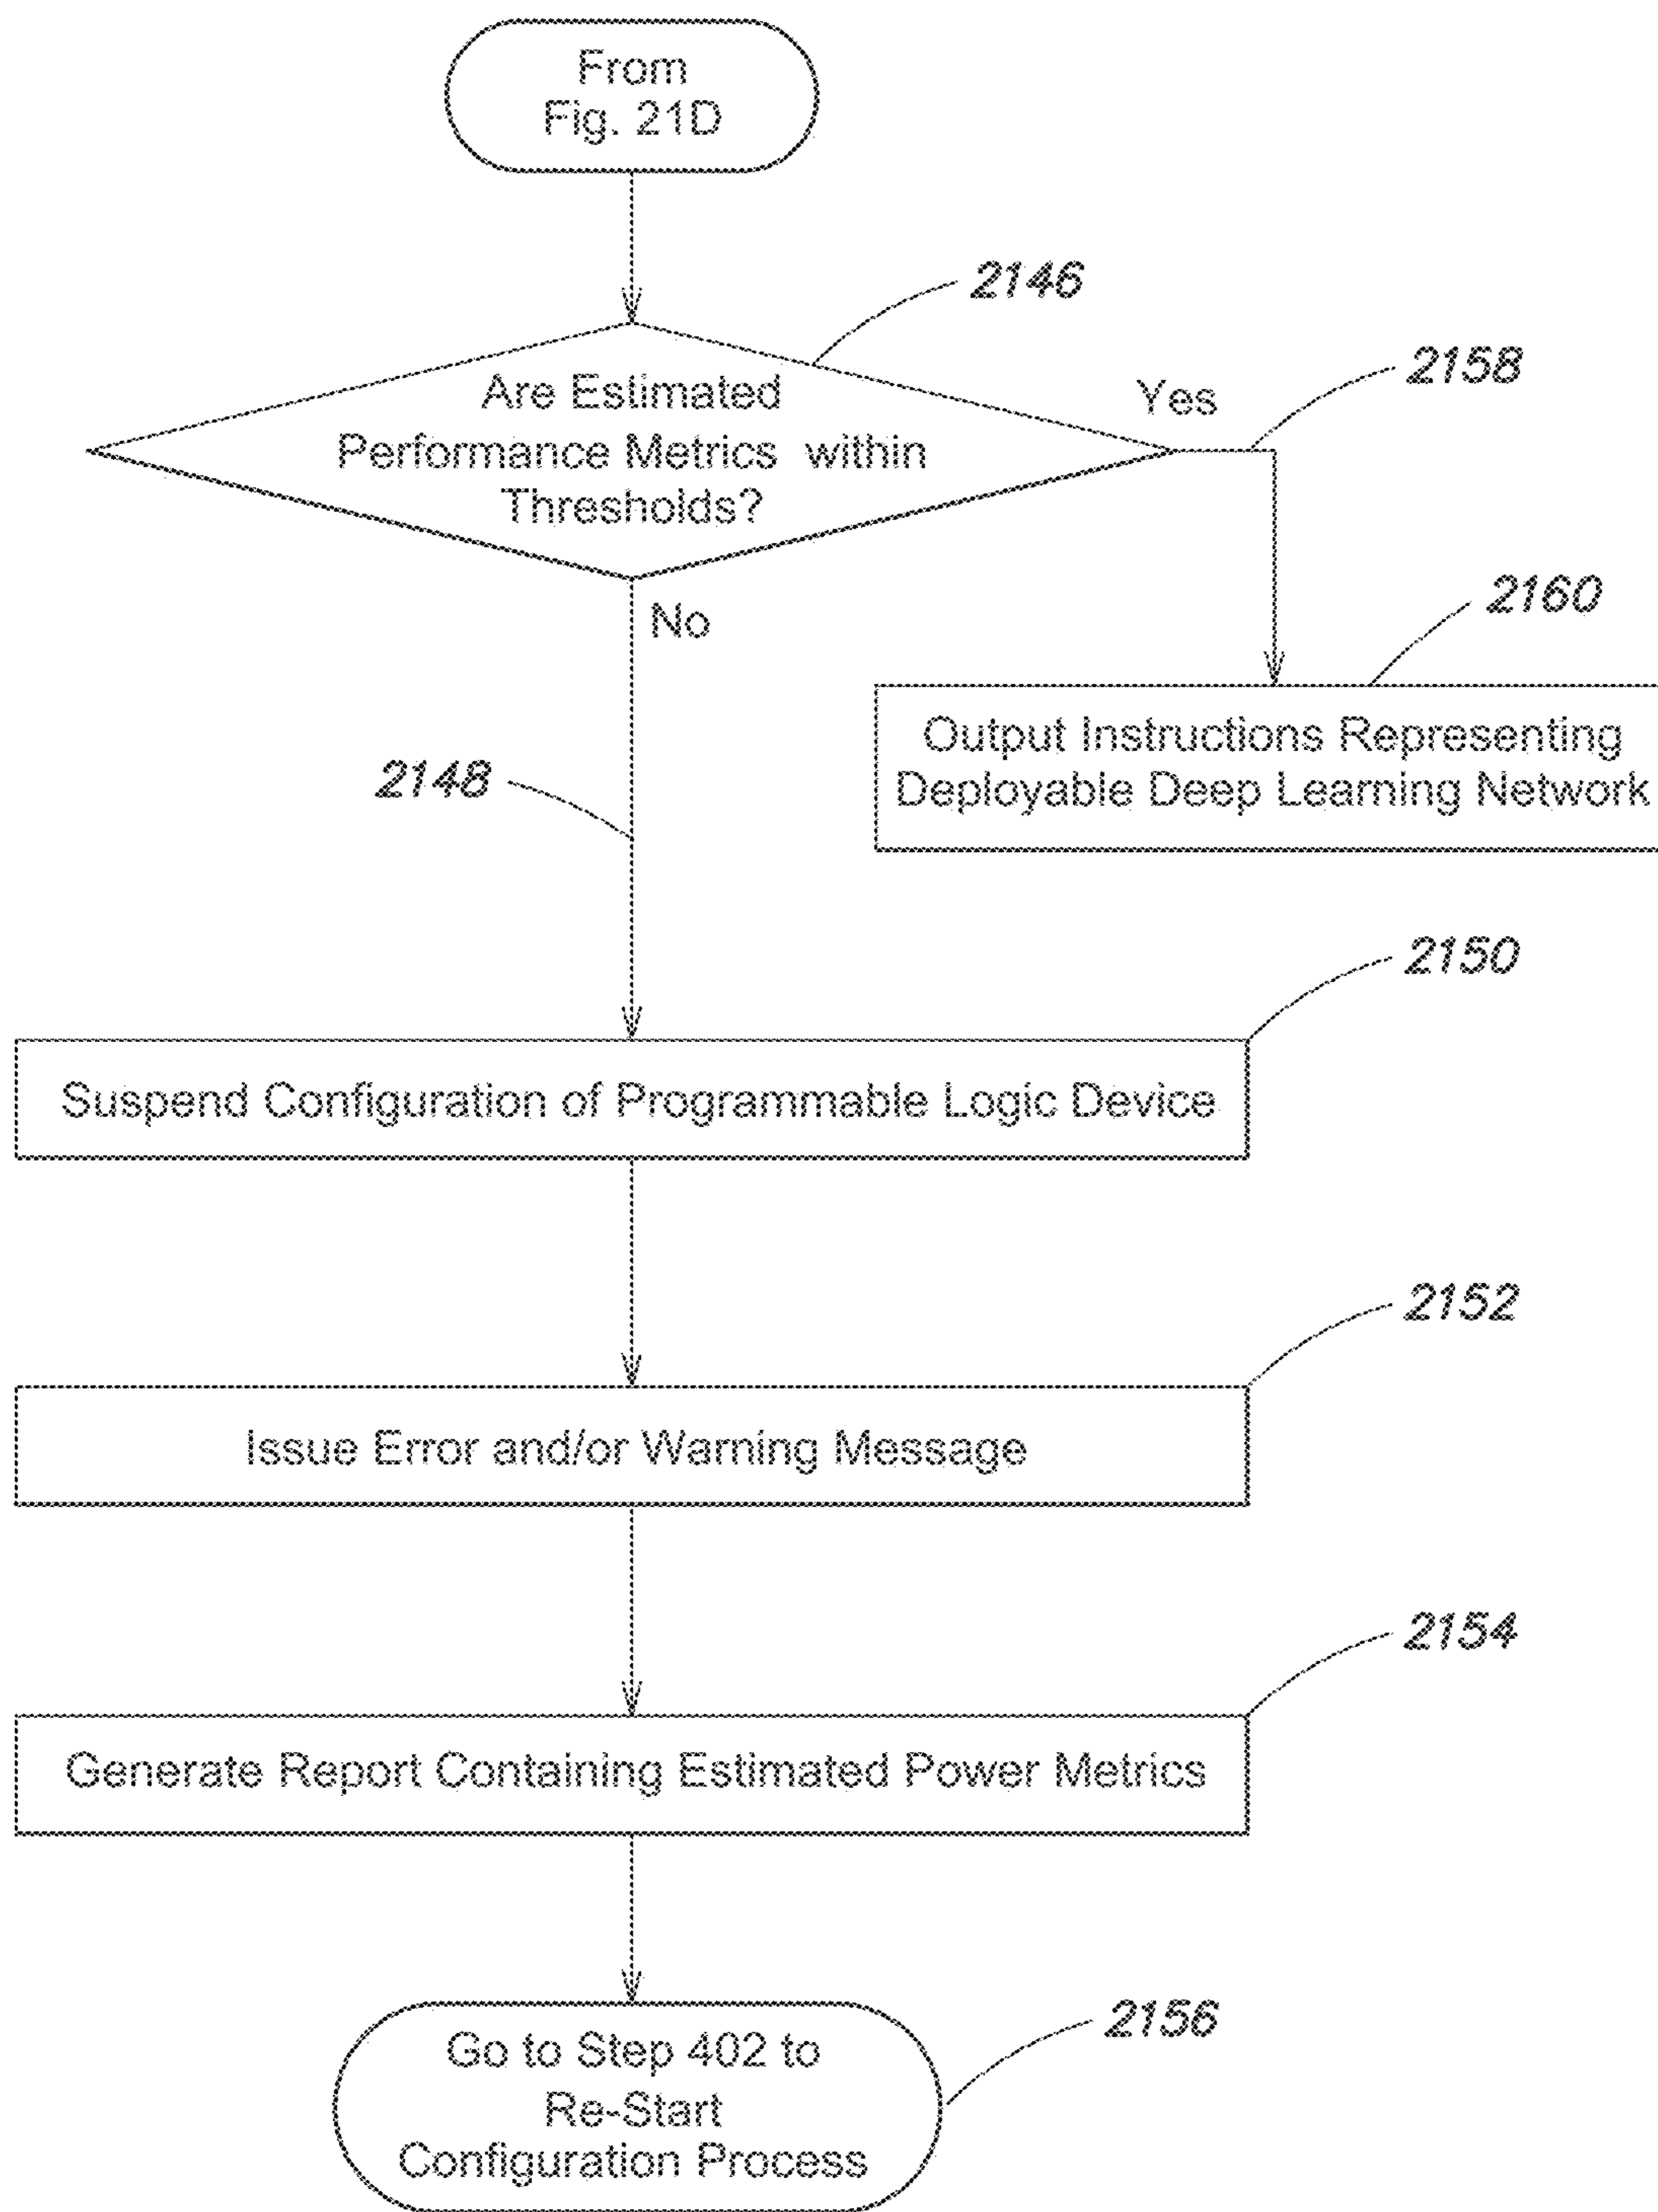 From
Fig. 21D
2146
2158
Are Estimated
Performance Metrics within
Thresholds?
Yes
No
2160
Output Instructions Representing
Deployable Deep Learning Network
2148
2150
Suspend Configuration of Programmable Logic Device
2152
Issue Error and/or Warning Message
2154
Generate Report Containing Estimated Power Metrics
2156
Go to Step 402 to
Re-Start
Configuration Process